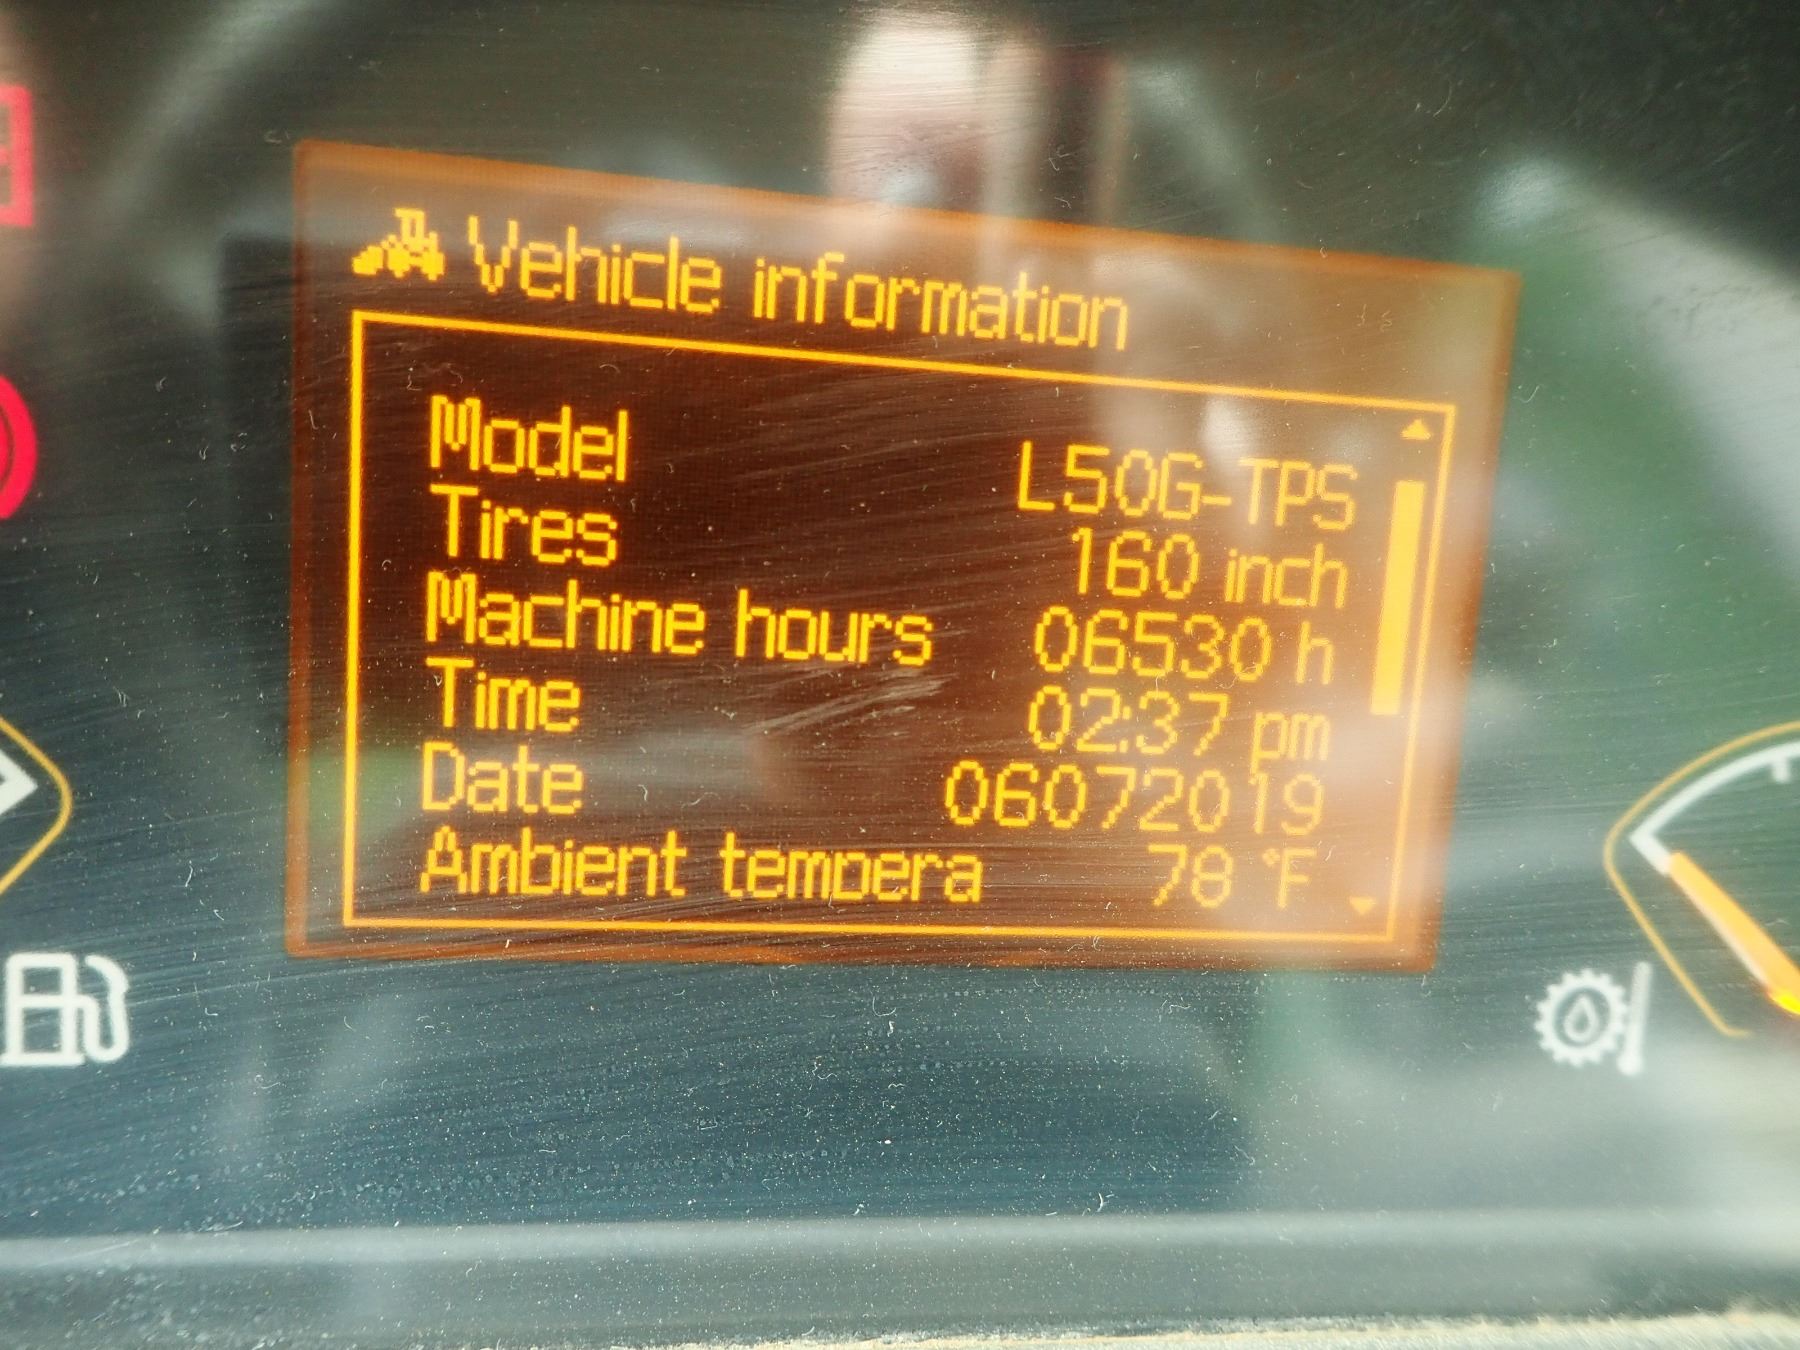 Vehicle information
Model L50G-TPS
Tires 160 inch
Machine hours 06530 h
Time 02:37 pm
Date 06072019
Ambient tempera 78 °F